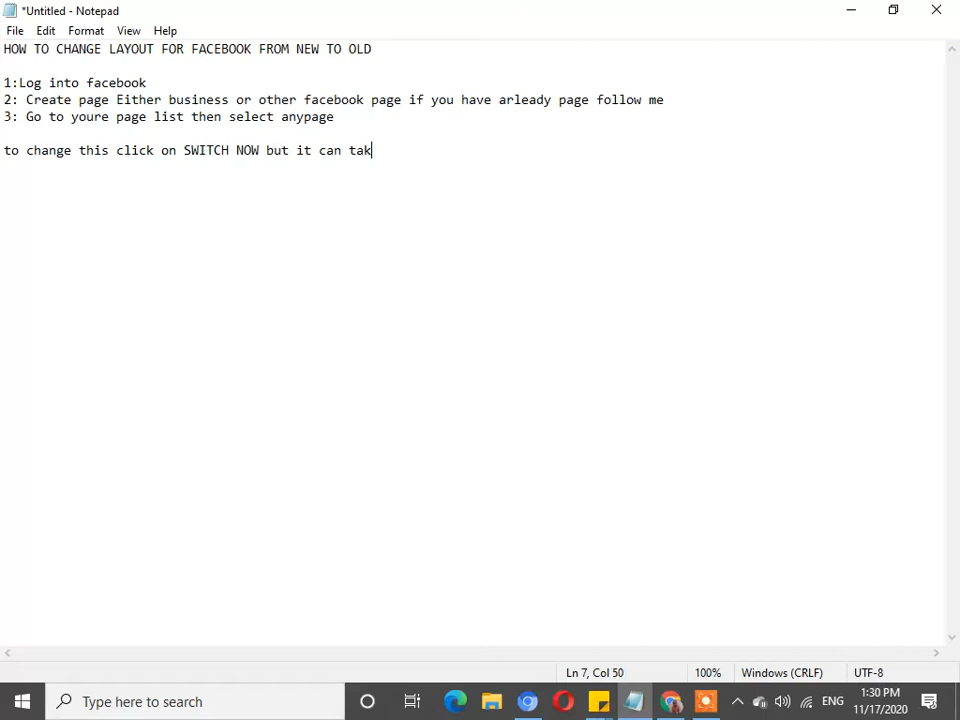 *Untitled - Notepad
File Edit Format View Help
HOW TO CHANGE LAYOUT FOR FACEBOOK FROM NEW TO OLD
1:Log into facebook
2: Create page Either business or other facebook page if you have arleady page follow me
3: Go to youre page list then select anypage
to change this click on SWITCH NOW but it can tak
Ln 7, Col 50 100% Windows (CRLF) UTF-8
Type here to search ENG 1:30 PM
11/17/2020